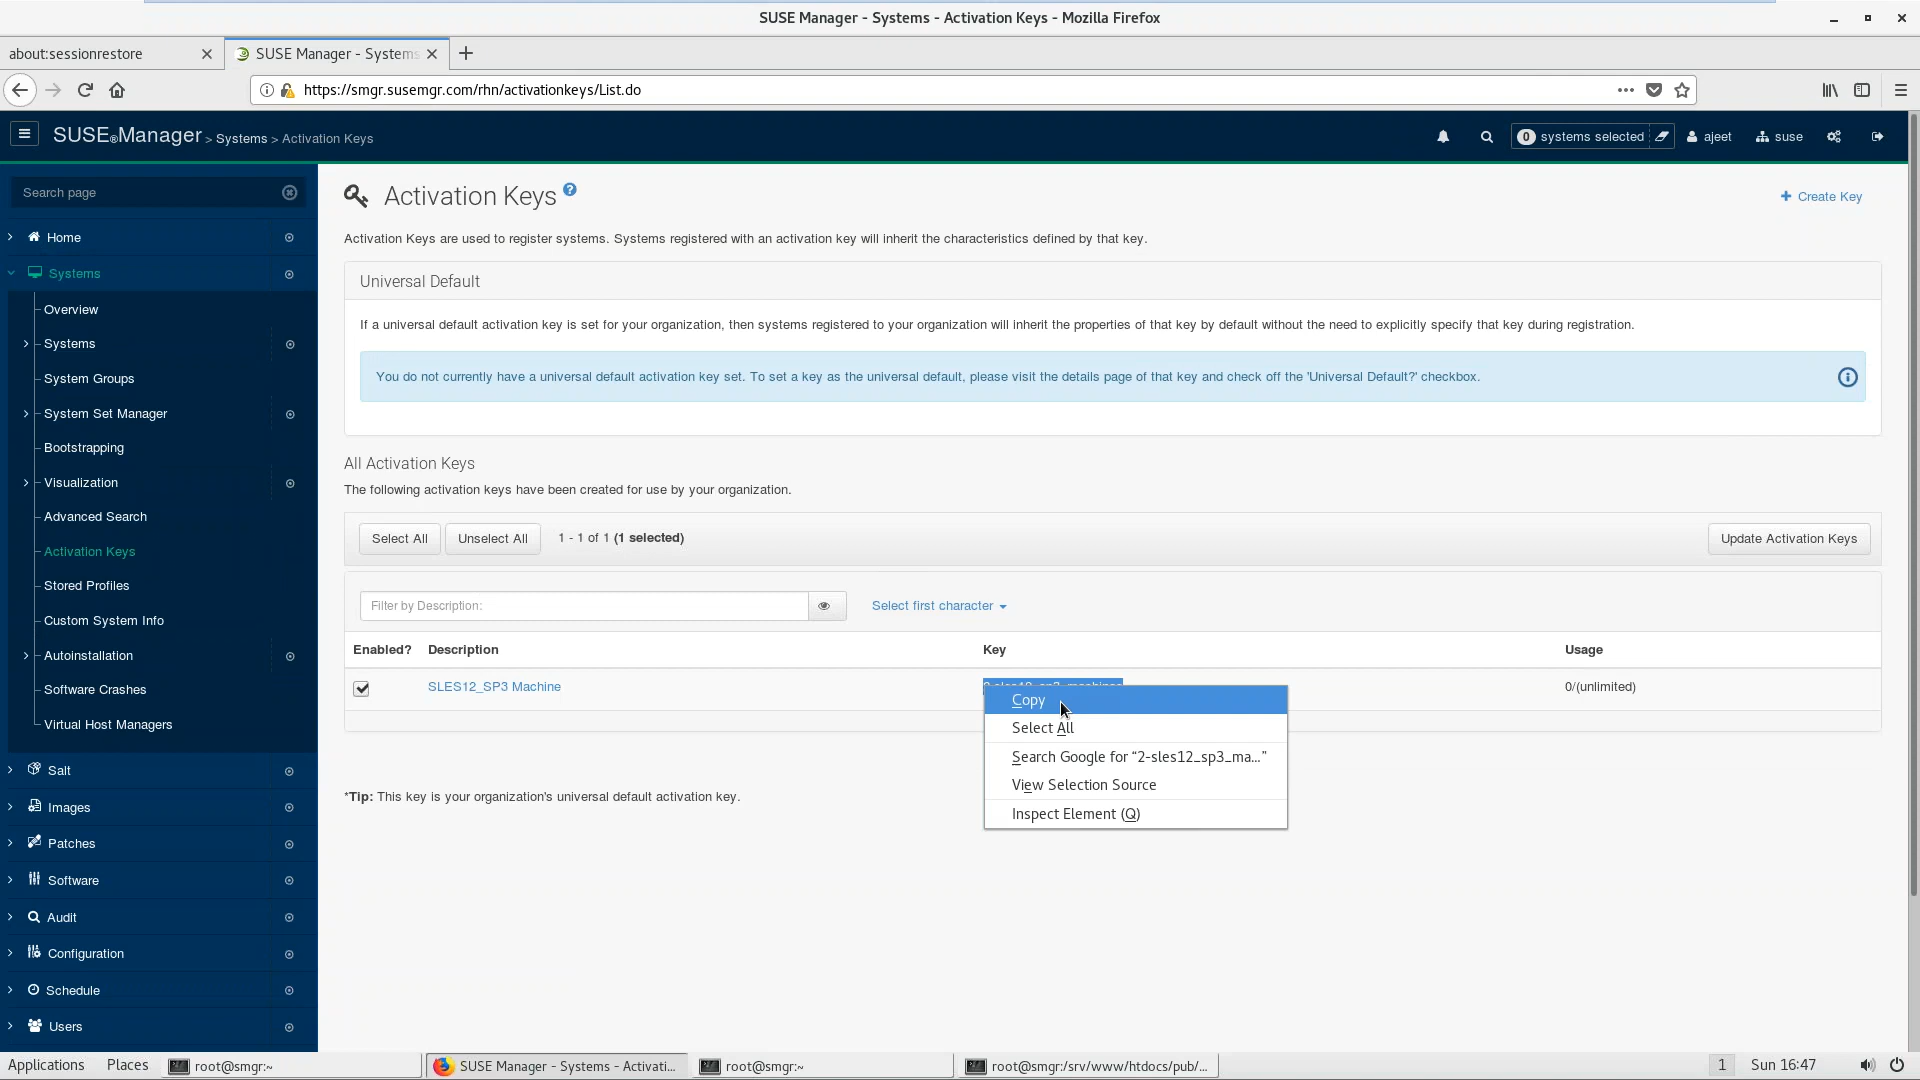 SUSE Manager - Systems - Activation Keys - Mozilla Firefox
about:sessionrestore
SUSE Manager - Systems
https://smgr.susemgr.com/rhn/activationkeys/List.do
SUSE® Manager > Systems > Activation Keys
0 systems selected
ajeet
suse
Search page
Home
Systems
Overview
Systems
System Groups
System Set Manager
Bootstrapping
Visualization
Advanced Search
Activation Keys
Stored Profiles
Custom System Info
Autoinstallation
Software Crashes
Virtual Host Managers
Salt
Images
Patches
Software
Audit
Configuration
Schedule
Users
Activation Keys ?
+ Create Key
Activation Keys are used to register systems. Systems registered with an activation key will inherit the characteristics defined by that key.
Universal Default
If a universal default activation key is set for your organization, then systems registered to your organization will inherit the properties of that key by default without the need to explicitly specify that key during registration.
You do not currently have a universal default activation key set. To set a key as the universal default, please visit the details page of that key and check off the 'Universal Default?' checkbox.
All Activation Keys
The following activation keys have been created for use by your organization.
Select All
Unselect All
1 - 1 of 1 (1 selected)
Update Activation Keys
Filter by Description:
Select first character
Enabled? Description Key Usage
SLES12_SP3 Machine
0/(unlimited)
Copy
Select All
Search Google for “2-sles12_sp3_ma...”
View Selection Source
Inspect Element (Q)
*Tip: This key is your organization's universal default activation key.
Applications
Places
root@smgr:~
SUSE Manager - Systems - Activati...
root@smgr:~
root@smgr:/srv/www/htdocs/pub/...
1
Sun 16:47